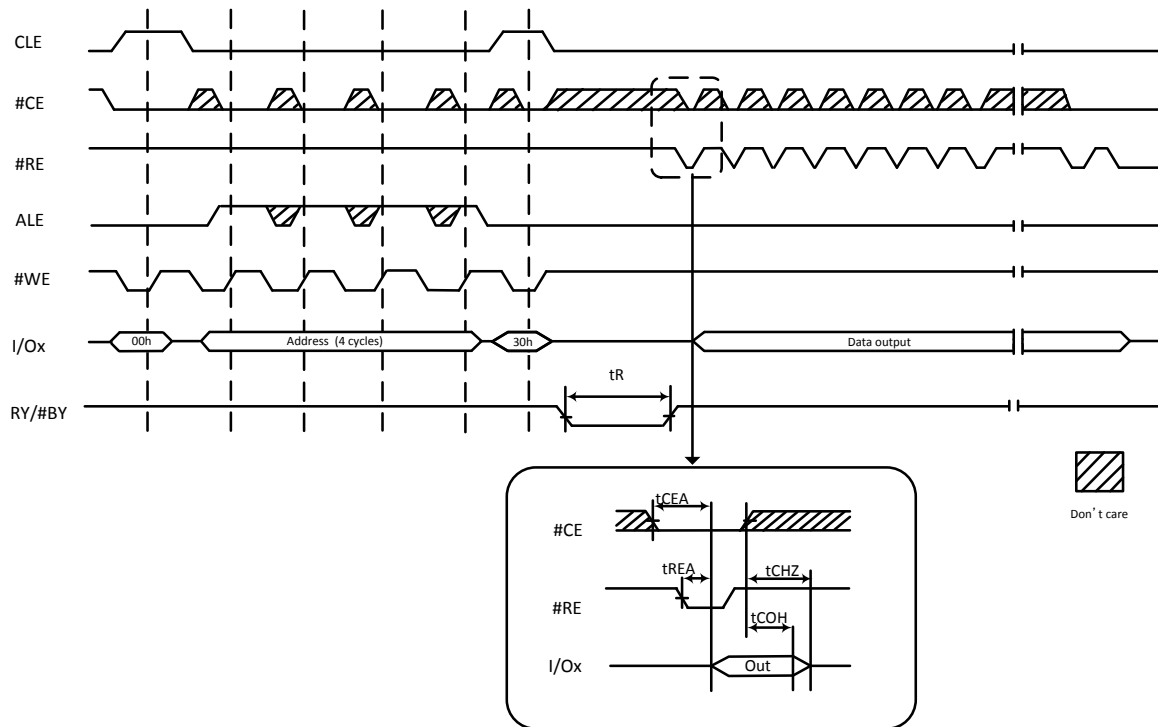 CLE
#CE
#RE
ALE
#WE
I/Ox
00h
Address (4 cycles)
30h
Data output
tR
RY/#BY
Don't care
tCEA
#CE
tREA
tCHZ
#RE
tCOH
I/Ox
Out